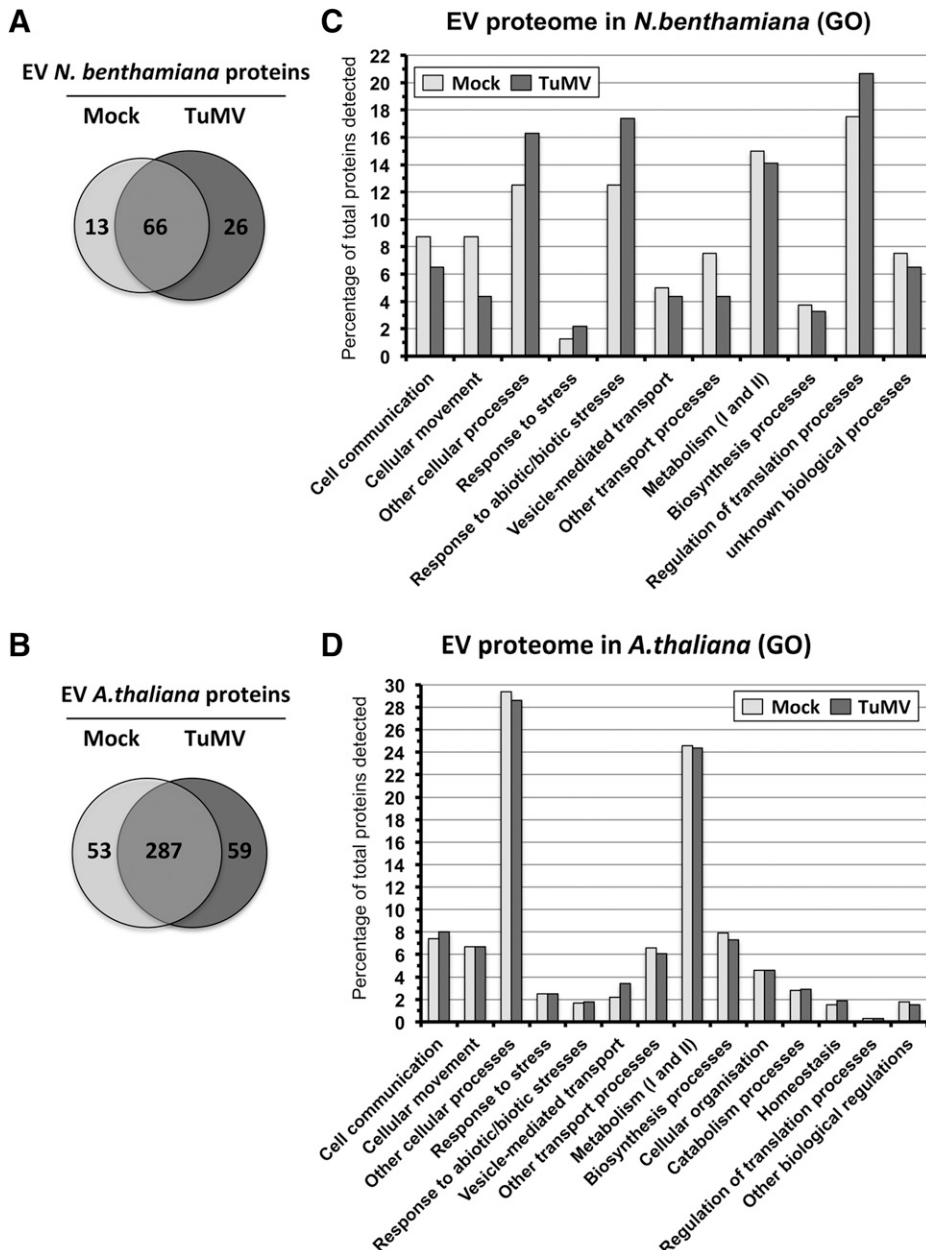 A
EV N. benthamiana proteins
Mock TuMV
13 66 26
C
EV proteome in N.benthamiana (GO)
Percentage of total proteins detected
22
20
18
16
14
12
10
8
6
4
2
0
Mock TuMV
Cell communication
Cellular movement
Other cellular processes
Response to stress
Response to abiotic/biotic stresses
Vesicle-mediated transport
Other transport processes
Metabolism (I and II)
Biosynthesis processes
Regulation of translation processes
unknown biological processes
B
EV A.thaliana proteins
Mock TuMV
53 287 59
D
EV proteome in A.thaliana (GO)
Percentage of total proteins detected
30
28
26
24
22
20
18
16
14
12
10
8
6
4
2
0
Mock TuMV
Cell communication
Cellular movement
Other cellular processes
Response to stress
Response to abiotic/biotic stresses
Vesicle-mediated transport
Other transport processes
Metabolism (I and II)
Biosynthesis processes
Cellular organisation
Catabolism processes
Homeostasis
Regulation of translation processes
Other biological regulations